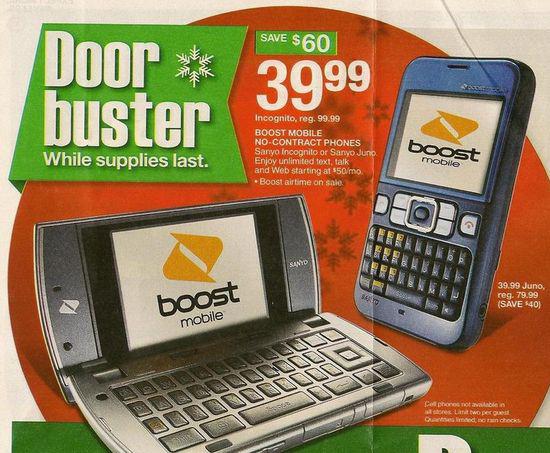 Door
buster
While supplies last.
SAVE $60
39 99
Incognito, reg. 99.99
BOOST MOBILE
NO-CONTRACT PHONES
Sanyo Incognito or Sanyo Juno.
Enjoy unlimited text, talk
and Web starting at $50/mo.
• Boost airtime on sale.
boost
mobile
SANYO
boost
mobile
SANYO
39.99 Juno,
reg. 79.99
(SAVE $40)
Cell phones not available in
all stores. Limit two per guest.
Quantities limited, no rain checks.